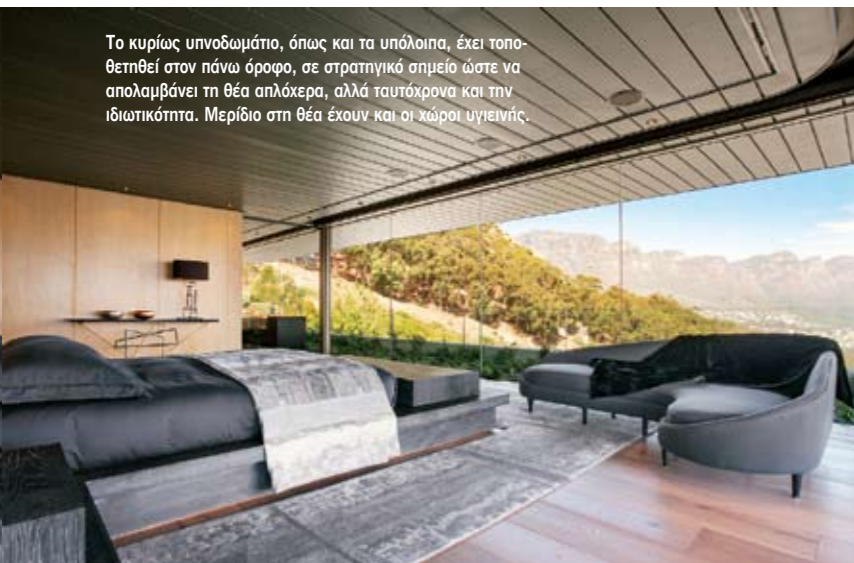 Το κυρίως υπνοδωμάτιο, όπως και τα υπόλοιπα, έχει τοπο-
θετηθεί στον πάνω όροφο, σε στρατηγικό σημείο ώστε να
απολαμβάνει τη θέα απλόχερα, αλλά ταυτόχρονα και την
ιδιωτικότητα. Μερίδιο στη θέα έχουν και οι χώροι υγιεινής.